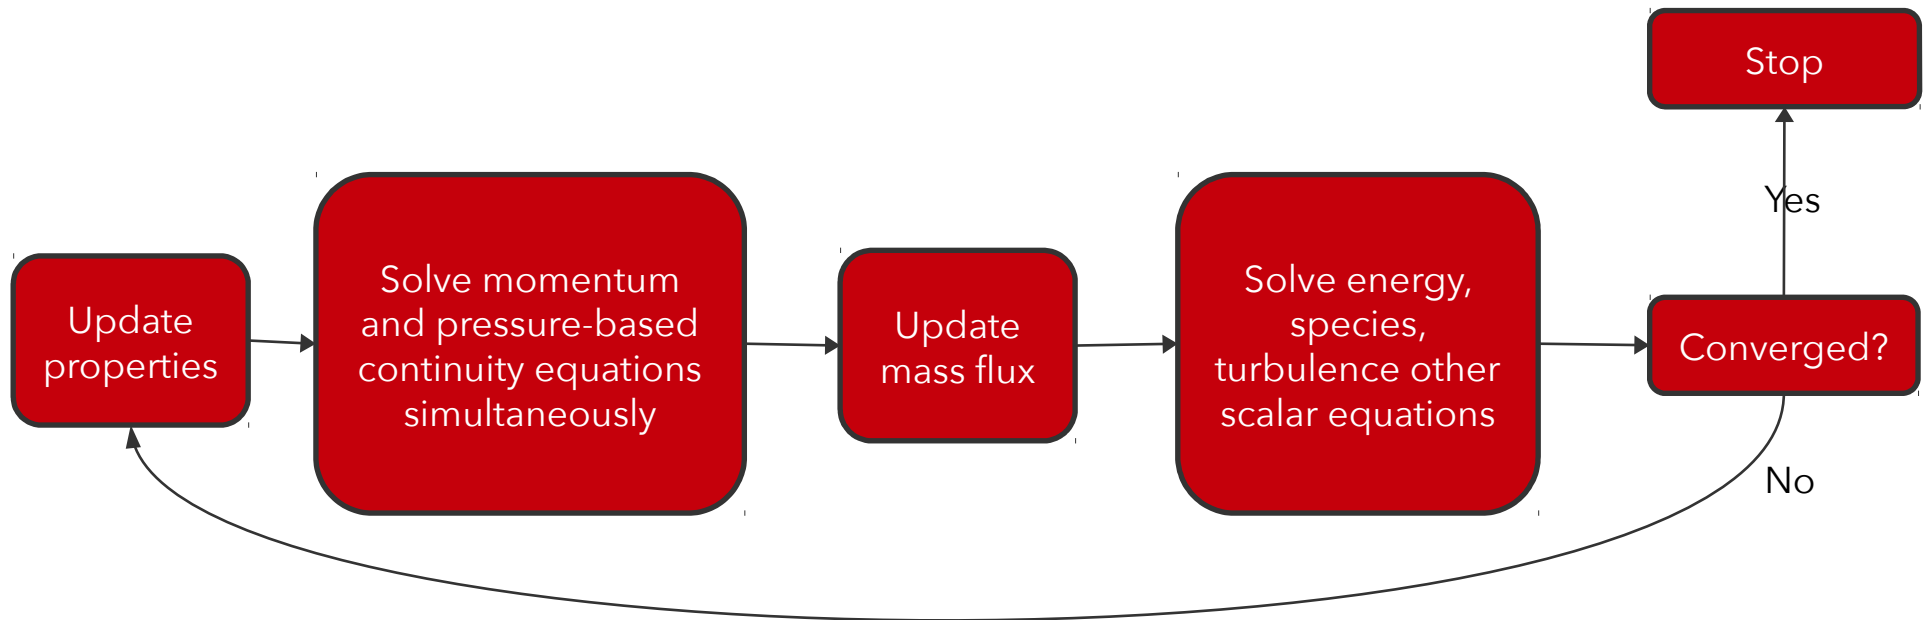 Stop
Yes
Update
properties
Solve momentum
and pressure-based
continuity equations
simultaneously
Update
mass flux
Solve energy,
species,
turbulence other
scalar equations
Converged?
No